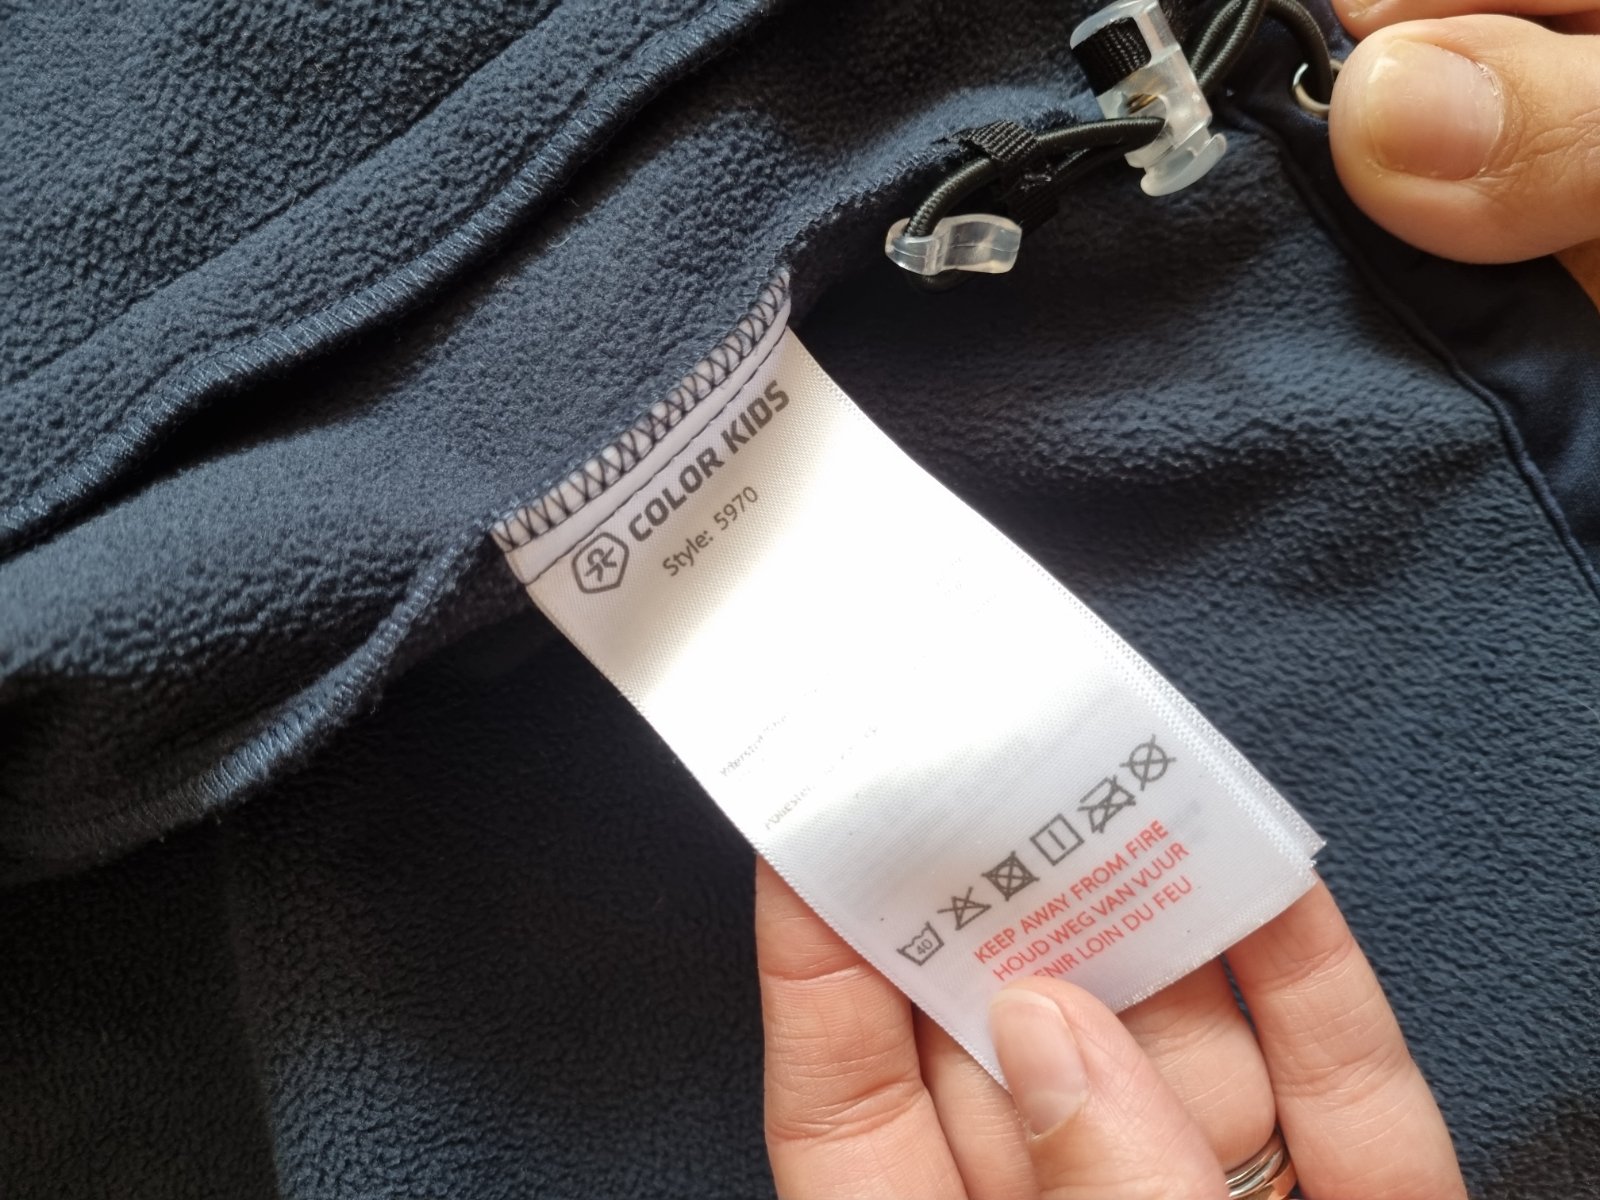 COLOR KIDS
Style: 5970
40
KEEP AWAY FROM FIRE
HOUD WEG VAN VUUR
LOIN DU FEU